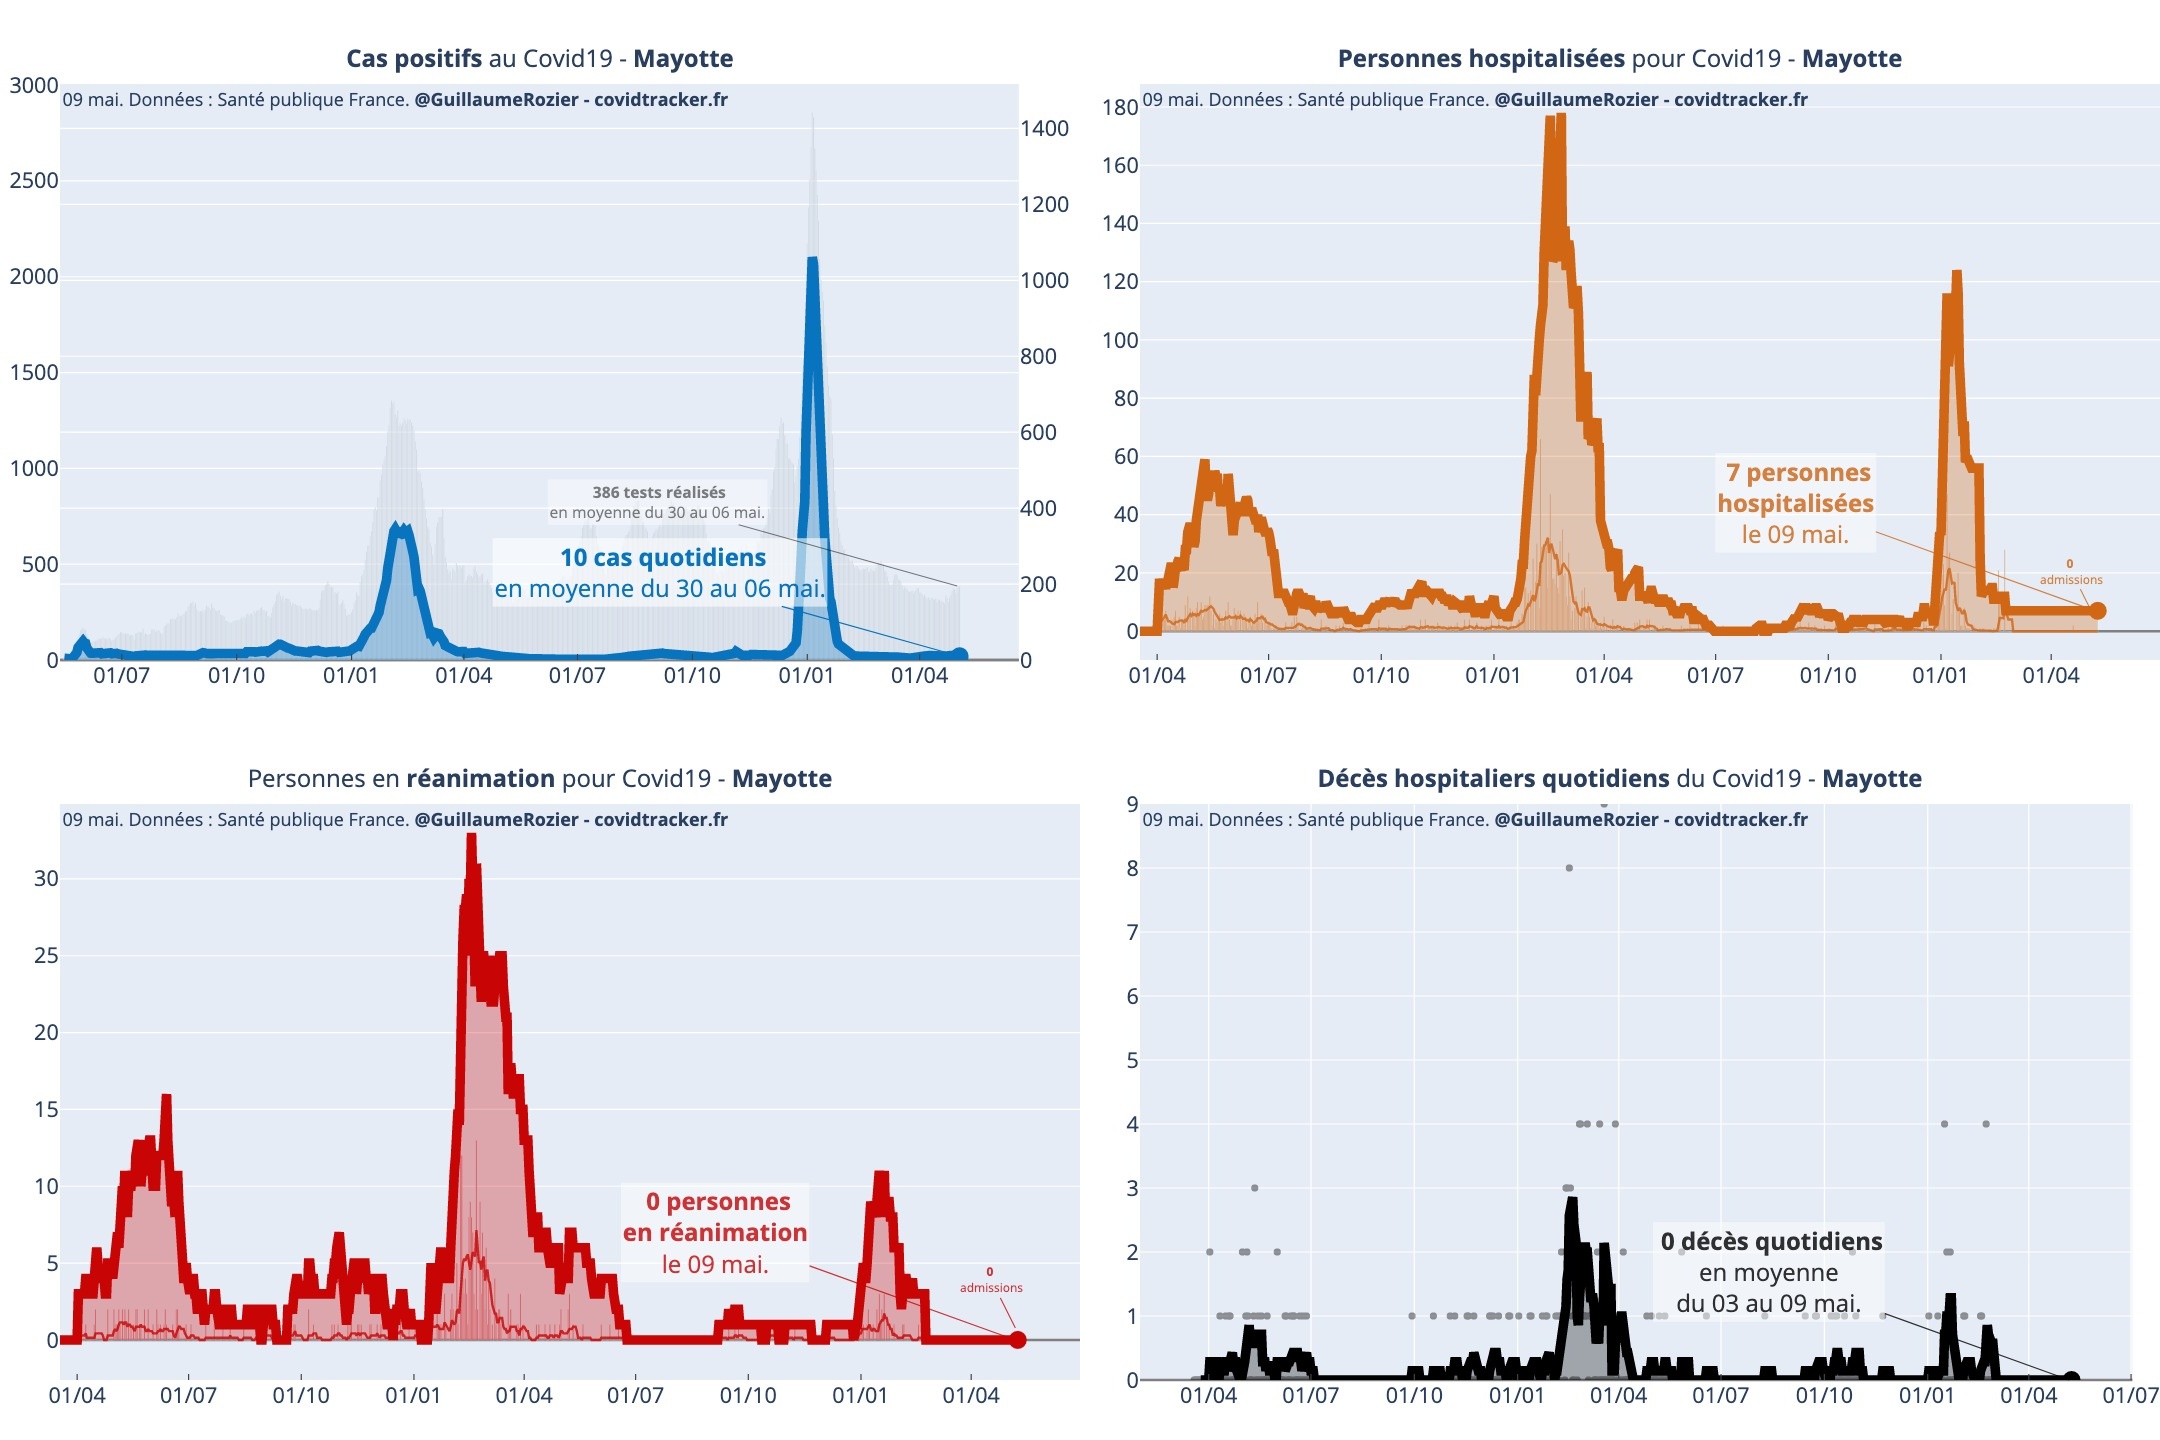 Cas positifs au Covid19 - Mayotte
09 mai. Données : Santé publique France. @GuillaumeRozier - covidtracker.fr
3000
2500
2000
1500
1000
500
0
1400
1200
1000
800
600
400
200
0
386 tests réalisés
en moyenne du 30 au 06 mai.
10 cas quotidiens
en moyenne du 30 au 06 mai.
01/07 01/10 01/01 01/04 01/07 01/10 01/01 01/04
Personnes hospitalisées pour Covid19 - Mayotte
09 mai. Données : Santé publique France. @GuillaumeRozier - covidtracker.fr
180
160
140
120
100
80
60
40
20
0
7 personnes
hospitalisées
le 09 mai.
0
admissions
01/04 01/07 01/10 01/01 01/04 01/07 01/10 01/01 01/04
Personnes en réanimation pour Covid19 - Mayotte
09 mai. Données : Santé publique France. @GuillaumeRozier - covidtracker.fr
30
25
20
15
10
5
0
0 personnes
en réanimation
le 09 mai.
0
admissions
01/04 01/07 01/10 01/01 01/04 01/07 01/10 01/01 01/04
Décès hospitaliers quotidiens du Covid19 - Mayotte
09 mai. Données : Santé publique France. @GuillaumeRozier - covidtracker.fr
9
8
7
6
5
4
3
2
1
0
0 décès quotidiens
en moyenne
du 03 au 09 mai.
01/04 01/07 01/10 01/01 01/04 01/07 01/10 01/01 01/04 01/07